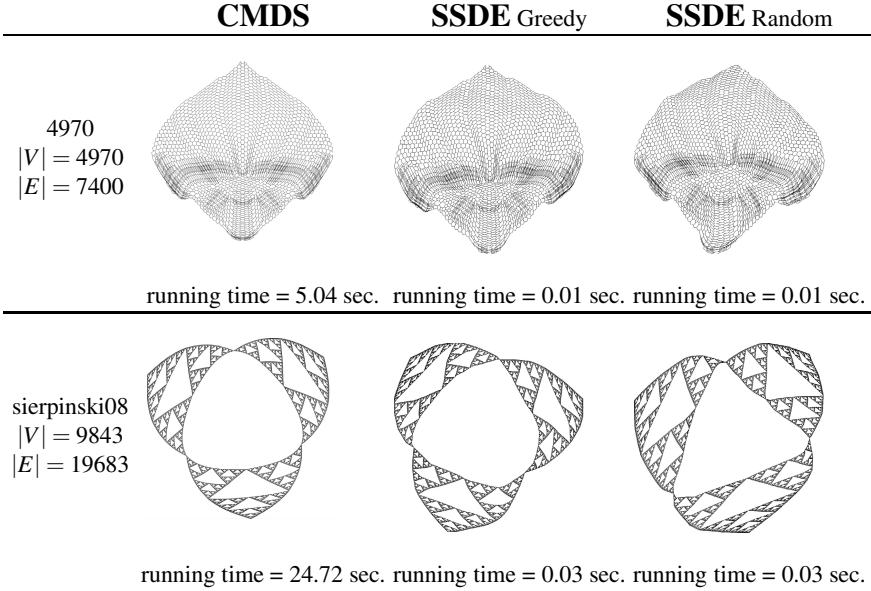 CMDS SSDE Greedy SSDE Random
4970
|V| = 4970
|E| = 7400
running time = 5.04 sec. running time = 0.01 sec. running time = 0.01 sec.
sierpinski08
|V| = 9843
|E| = 19683
running time = 24.72 sec. running time = 0.03 sec. running time = 0.03 sec.